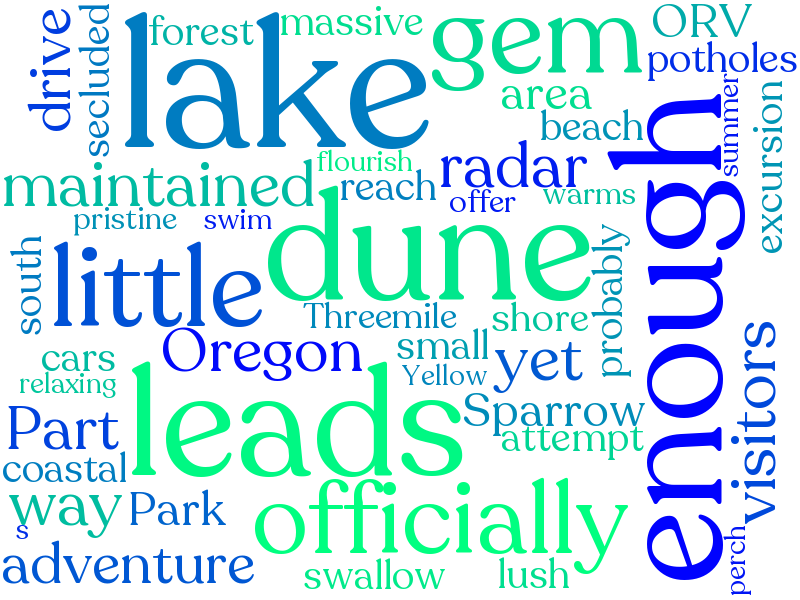 drive
secluded
forest
lake
massive
gem
ORV
potholes
area
beach
enough
summer
excursion
flourish
maintained
reach
radar
offer
warms
pristine
swim
dune
south
little
Threemile
shore
probably
cars
relaxing
Oregon
small
Yellow
yet
visitors
leads
Part
Sparrow
attempt
coastal
way
Park
officially
s
adventure
swallow
lush
perch